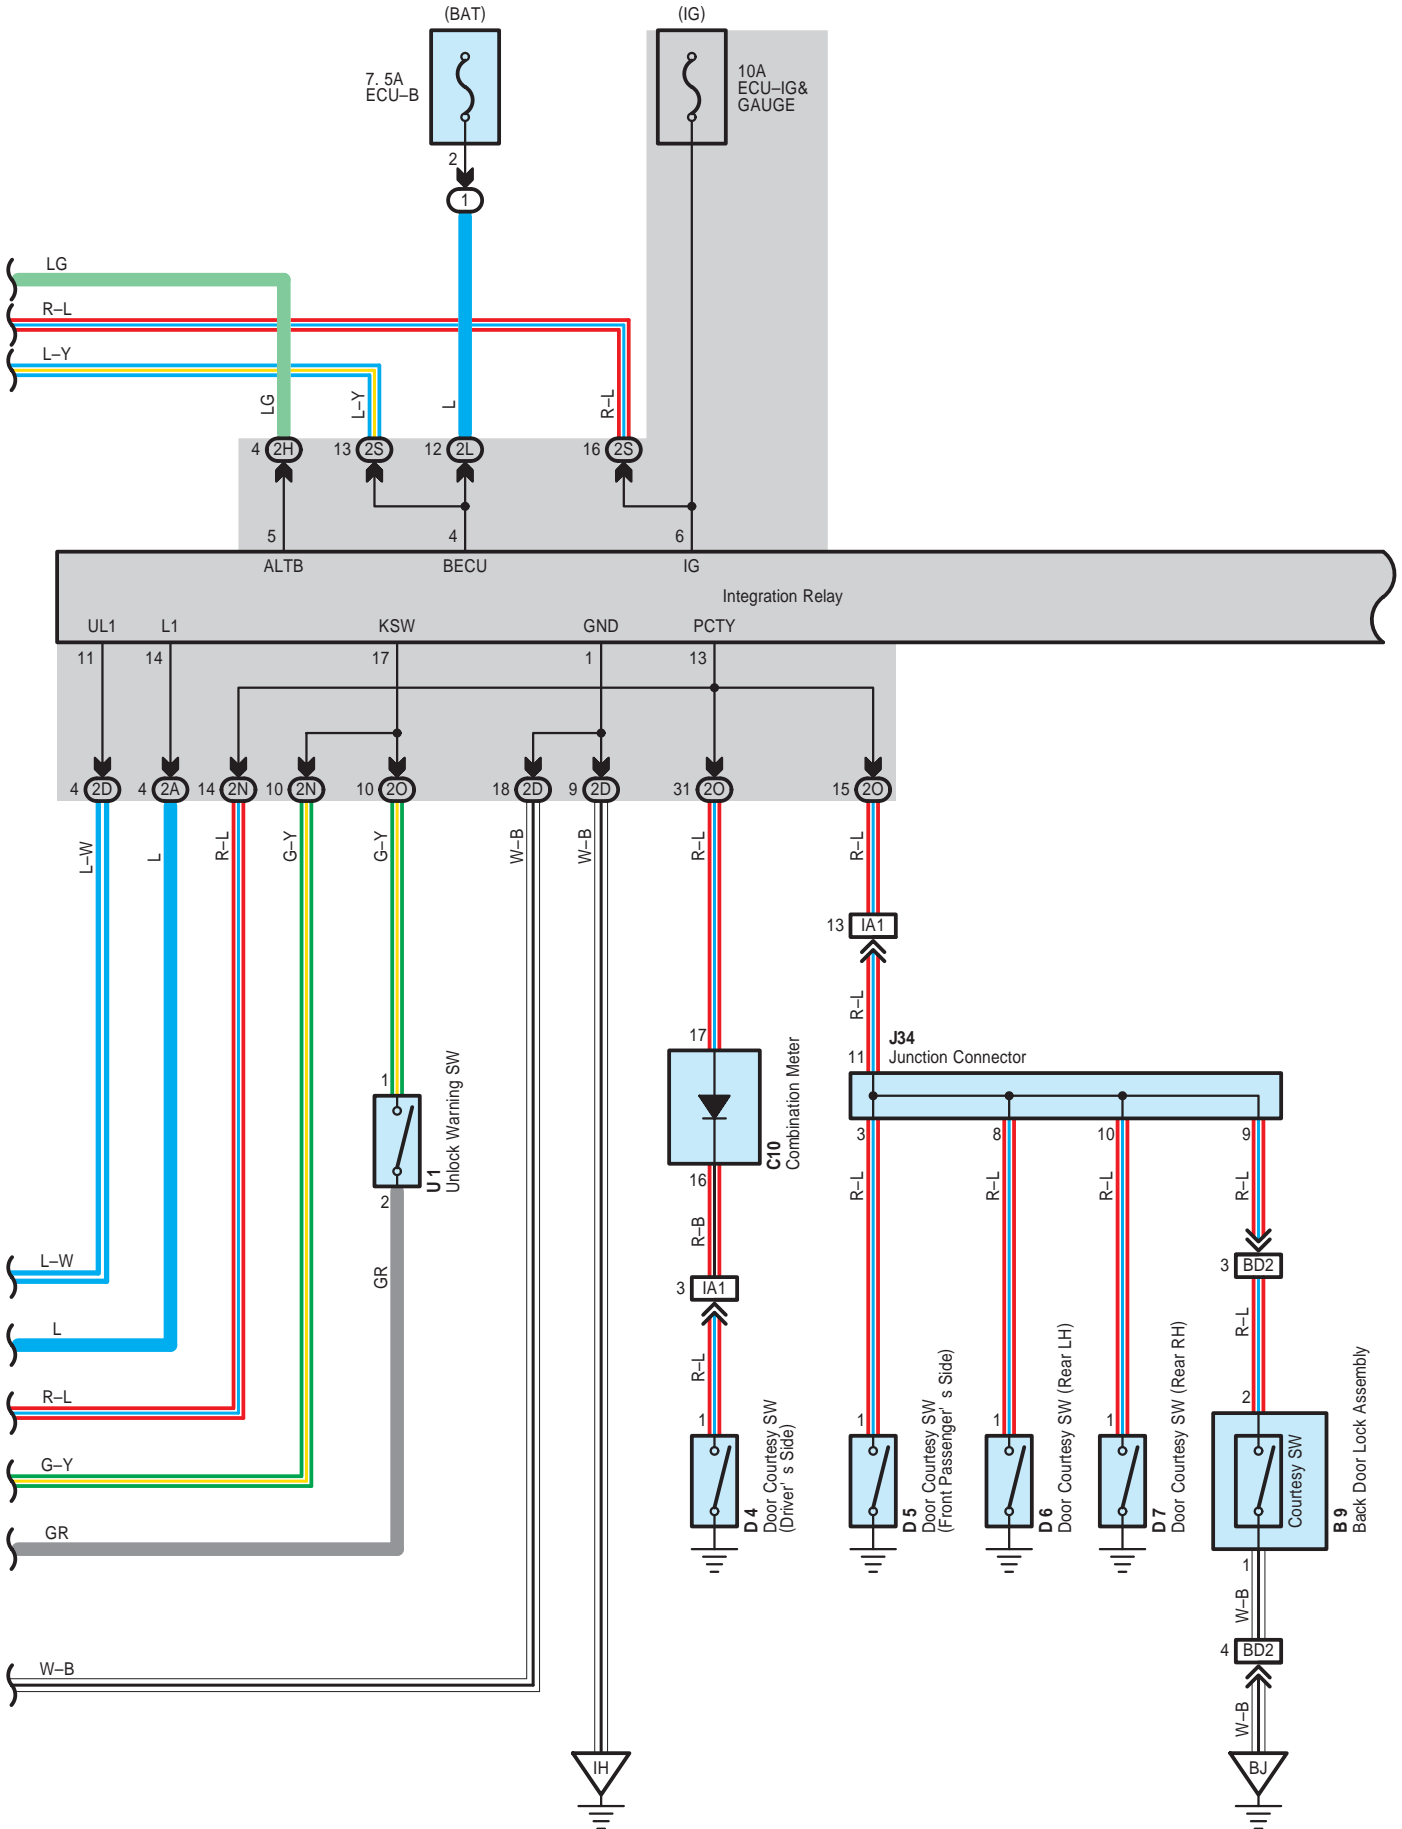 (BAT)
(IG)
7. 5A
ECU–B
10A
ECU–IG&
GAUGE
2
1
LG
R–L
L–Y
LG
L–Y
L
R–L
4 2H
13 2S
12 2L
16 2S
5
4
6
ALTB
BECU
IG
Integration Relay
UL1
L1
KSW
GND
PCTY
11
14
17
1
13
4 2D
4 2A
14 2N
10 2N
10 2O
18 2D
9 2D
31 2O
15 2O
L–W
L
R–L
G–Y
G–Y
W–B
W–B
R–L
R–L
13 IA1
R–L
17
J34
11 Junction Connector
1
U 1
Unlock Warning SW
2
C10
Combination Meter
16
3
8
10
9
R–B
R–L
R–L
R–L
R–L
L–W
GR
3 IA1
3 BD2
L
R–L
R–L
R–L
1
1
1
1
2
D 4
Door Courtesy SW
(Driver' s Side)
D 5
Door Courtesy SW
(Front Passenger' s Side)
D 6
Door Courtesy SW (Rear LH)
D 7
Door Courtesy SW (Rear RH)
Courtesy SW
B 9
Back Door Lock Assembly
G–Y
GR
1
W–B
4 BD2
W–B
W–B
IH
BJ